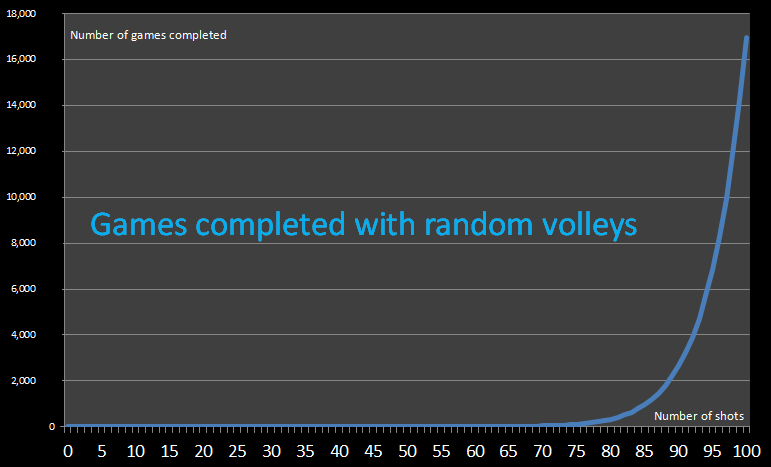 18,000
Number of games completed
16,000
14,000
12,000
10,000
Games completed with random volleys
8,000
6,000
4,000
2,000
Number of shots
0
0 5 10 15 20 25 30 35 40 45 50 55 60 65 70 75 80 85 90 95 100